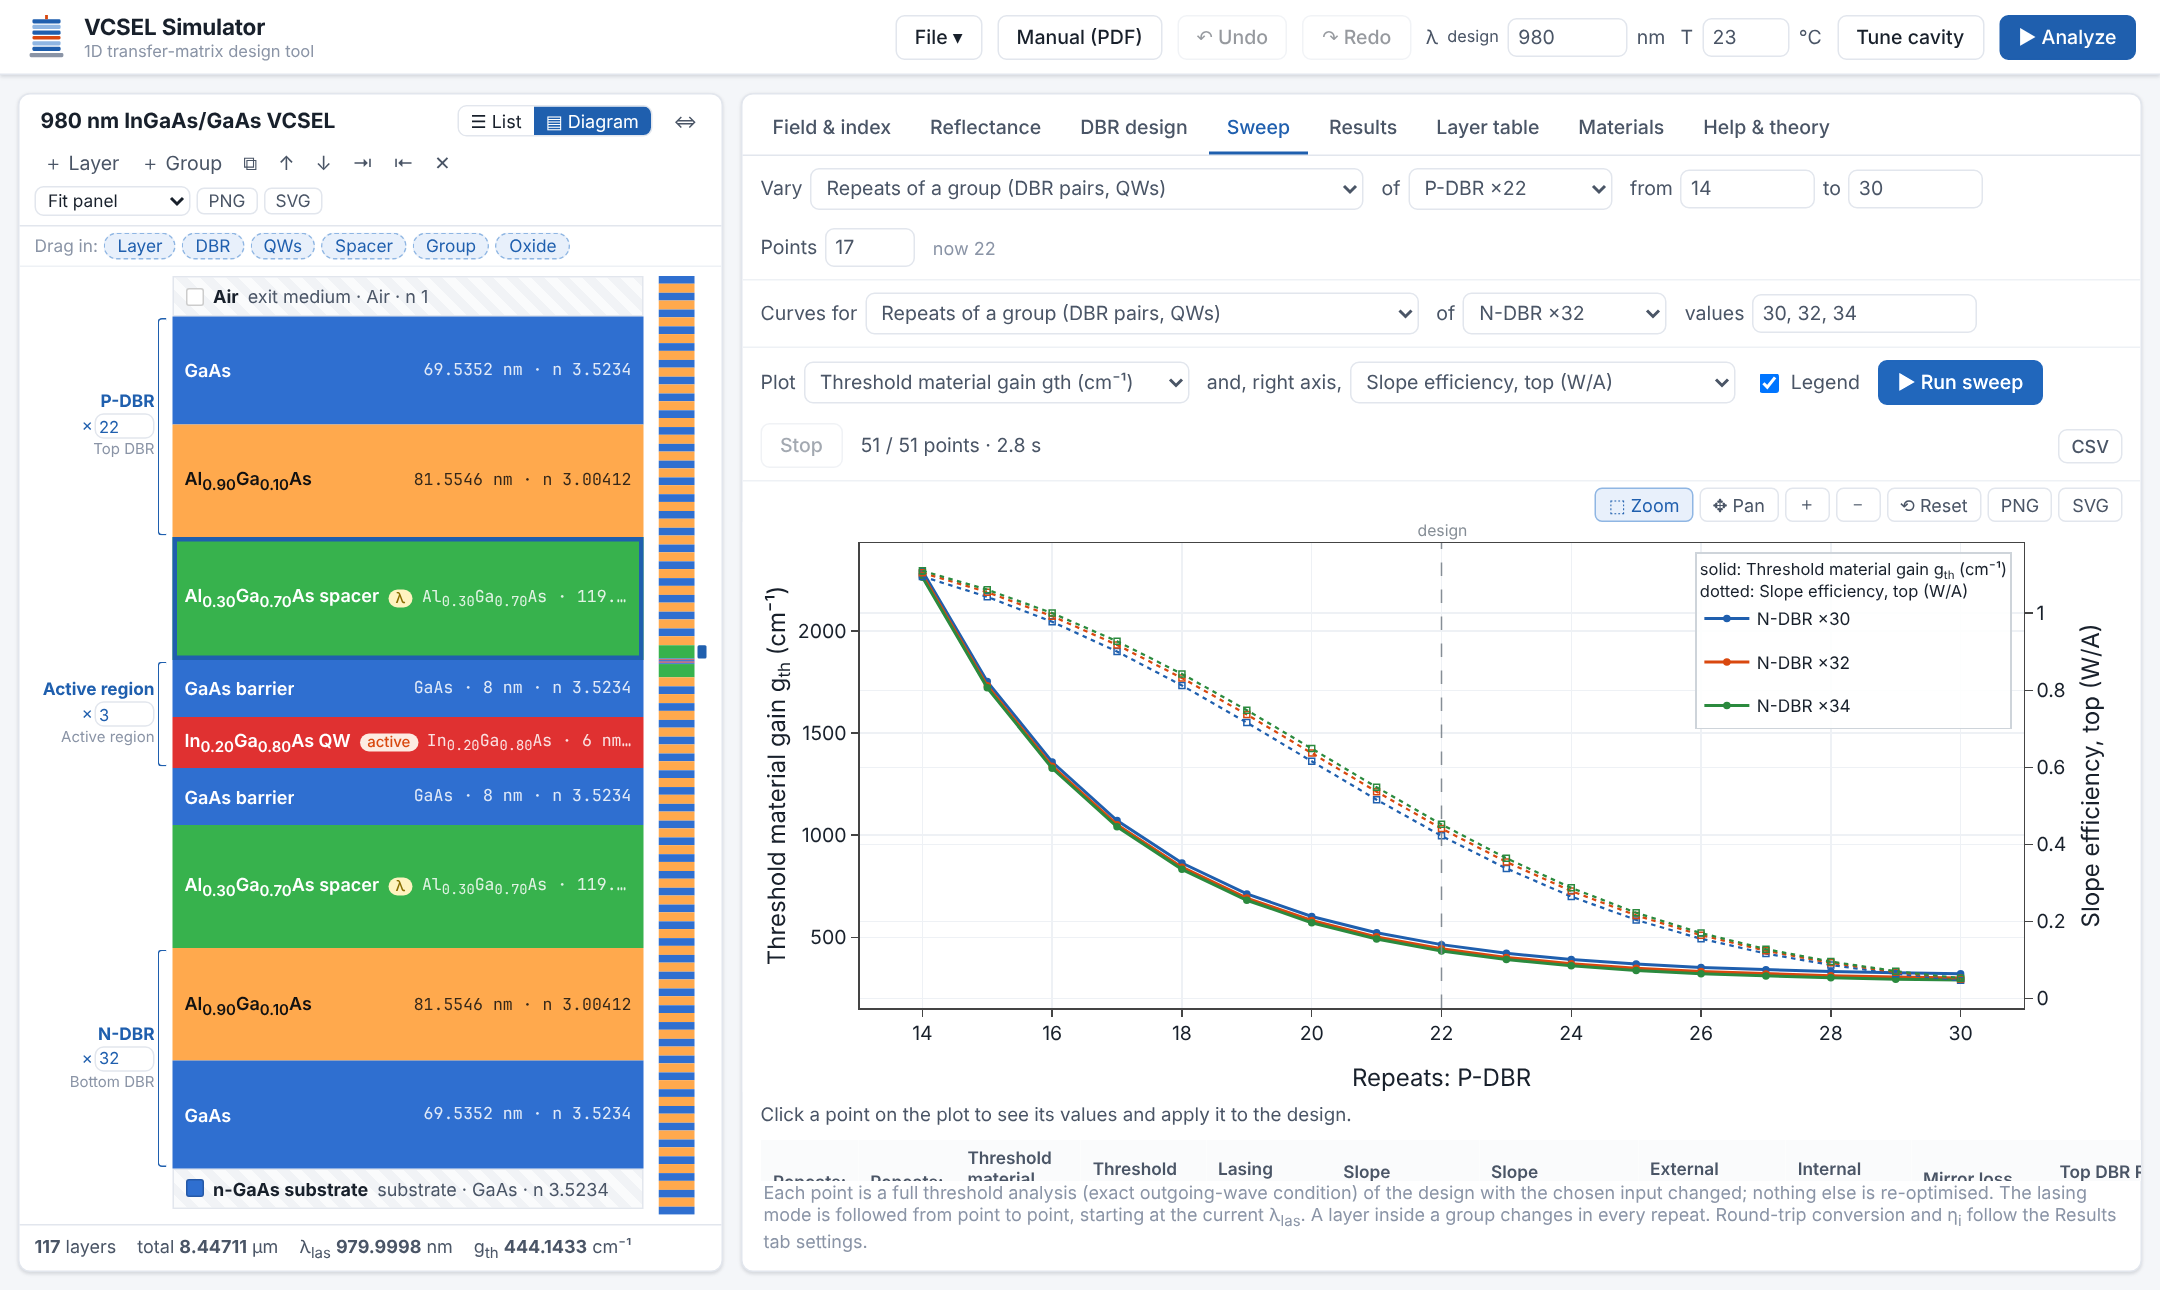 VCSEL Simulator
1D transfer-matrix design tool
File ▾ Manual (PDF) ↶ Undo ↷ Redo λ design 980 nm T 23 °C Tune cavity ▶ Analyze
980 nm InGaAs/GaAs VCSEL ☰ List ▤ Diagram ⇔
+ Layer + Group ⧉ ↑ ↓ ⇥ ⇤ ✕
Fit panel PNG SVG
Drag in: Layer DBR QWs Spacer Group Oxide
Air exit medium · Air · n 1
GaAs 69.5352 nm · n 3.5234
P-DBR
× 22
Top DBR
Al0.90Ga0.10As 81.5546 nm · n 3.00412
Al0.30Ga0.70As spacer λ Al0.30Ga0.70As · 119.…
Active region
× 3
Active region
GaAs barrier GaAs · 8 nm · n 3.5234
In0.20Ga0.80As QW active In0.20Ga0.80As · 6 nm…
GaAs barrier GaAs · 8 nm · n 3.5234
Al0.30Ga0.70As spacer λ Al0.30Ga0.70As · 119.…
Al0.90Ga0.10As 81.5546 nm · n 3.00412
N-DBR
× 32
Bottom DBR
GaAs 69.5352 nm · n 3.5234
n-GaAs substrate substrate · GaAs · n 3.5234
117 layers total 8.44711 µm λlas 979.9998 nm gth 444.1433 cm⁻¹
Field & index Reflectance DBR design Sweep Results Layer table Materials Help & theory
Vary Repeats of a group (DBR pairs, QWs) of P-DBR ×22 from 14 to 30
Points 17 now 22
Curves for Repeats of a group (DBR pairs, QWs) of N-DBR ×32 values 30, 32, 34
Plot Threshold material gain gth (cm⁻¹) and, right axis, Slope efficiency, top (W/A) Legend ▶ Run sweep
Stop 51 / 51 points · 2.8 s CSV
Zoom Pan + − ⟲ Reset PNG SVG
design
solid: Threshold material gain gth (cm⁻¹)
dotted: Slope efficiency, top (W/A)
N-DBR ×30
N-DBR ×32
N-DBR ×34
Threshold material gain gth (cm⁻¹)
2000
1500
1000
500
Slope efficiency, top (W/A)
1
0.8
0.6
0.4
0.2
0
14 16 18 20 22 24 26 28 30
Repeats: P-DBR
Click a point on the plot to see its values and apply it to the design.
Repeats: Repeats: Threshold material Threshold Lasing Slope Slope External Internal Mirror loss Top DBR
Each point is a full threshold analysis (exact outgoing-wave condition) of the design with the chosen input changed; nothing else is re-optimised. The lasing
mode is followed from point to point, starting at the current λlas. A layer inside a group changes in every repeat. Round-trip conversion and ηi follow the Results
tab settings.